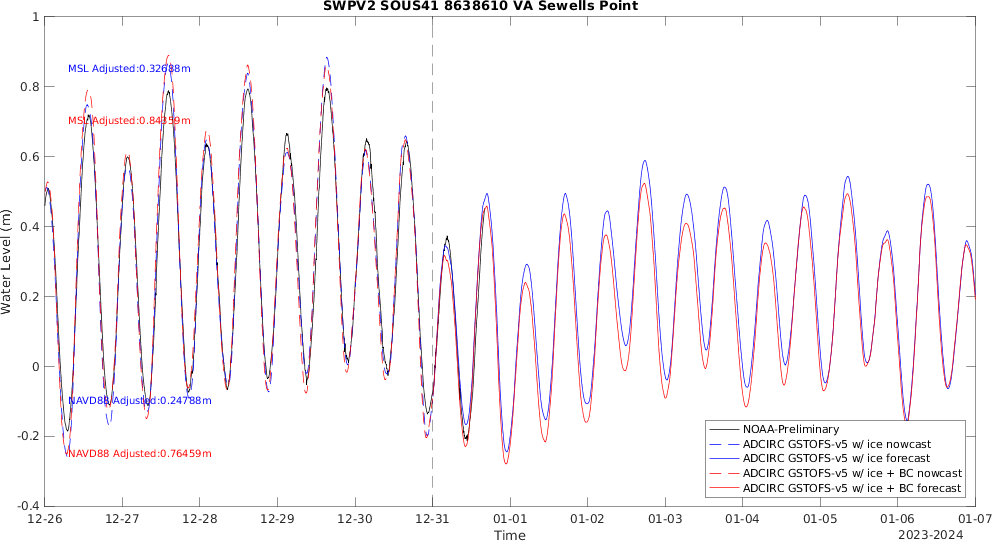 SWPV2 SOUS41 8638610 VA Sewells Point
1
0.8
0.6
0.4
0.2
0
-0.2
-0.4
Water Level (m)
MSL Adjusted:0.32688m
MSL Adjusted:0.84359m
NAVD88 Adjusted:0.24788m
NAVD88 Adjusted:0.76459m
NOAA-Preliminary
ADCIRC GSTOFS-v5 w/ ice nowcast
ADCIRC GSTOFS-v5 w/ ice forecast
ADCIRC GSTOFS-v5 w/ ice + BC nowcast
ADCIRC GSTOFS-v5 w/ ice + BC forecast
12-26 12-27 12-28 12-29 12-30 12-31 01-01 01-02 01-03 01-04 01-05 01-06 01-07
Time
2023-2024